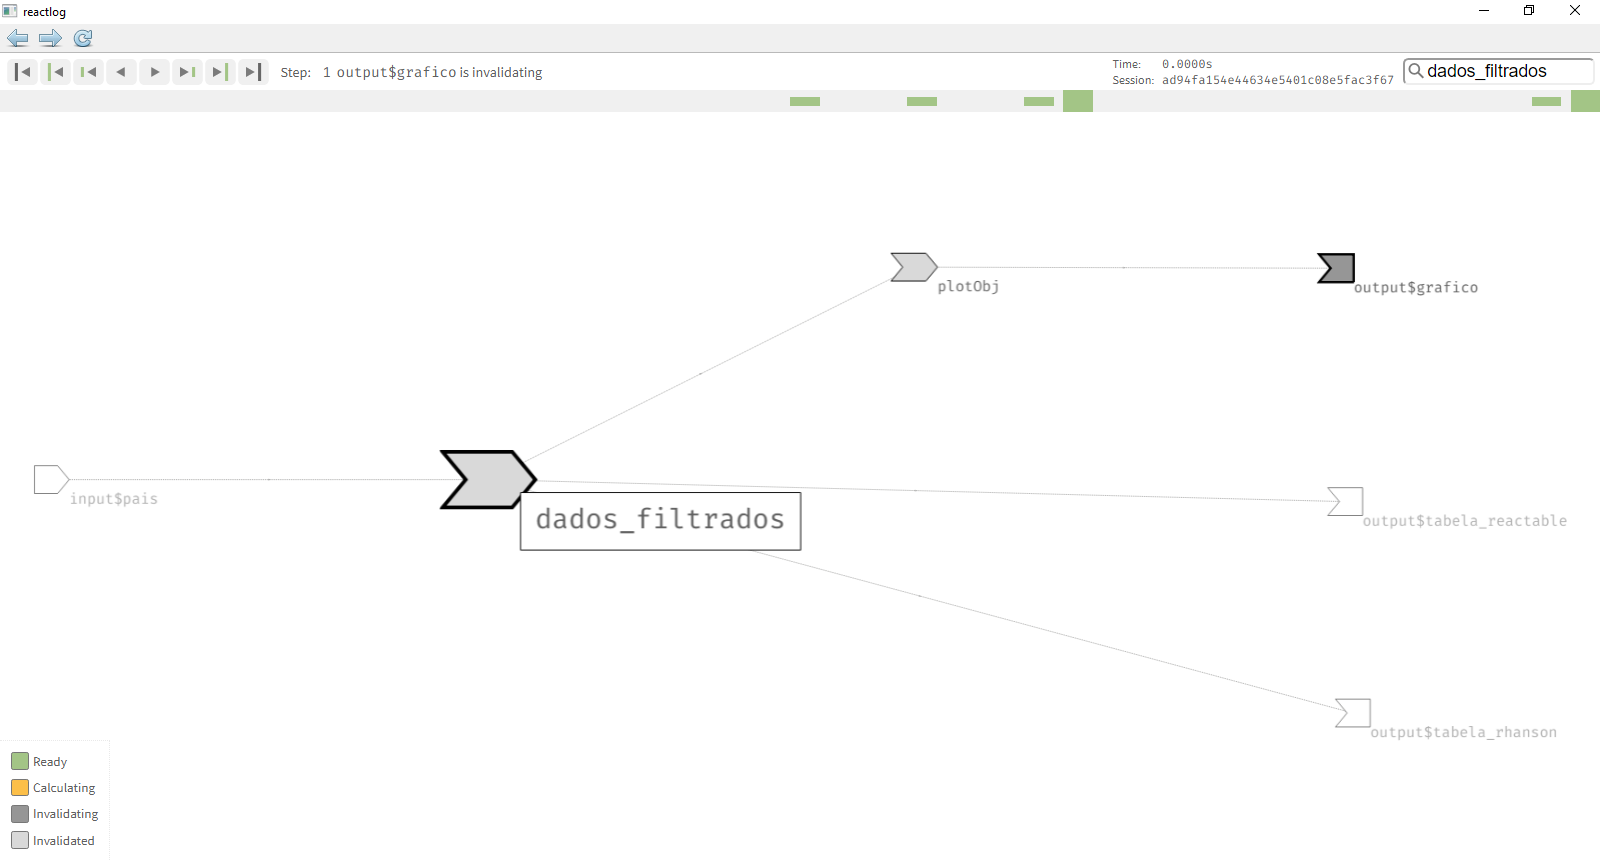 reactlog
Step: 1 output$grafico is invalidating
Time: 0.0000s
Session: ad94fa154e44634e5401c08e5fac3f67
dados_filtrados
plotObj
output$grafico
input$pais
dados_filtrados
output$tabela_reactable
output$tabela_rhanson
Ready
Calculating
Invalidating
Invalidated